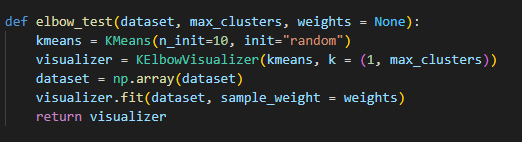 def elbow_test(dataset, max_clusters, weights = None):
    kmeans = KMeans(n_init=10, init="random")
    visualizer = KElbowVisualizer(kmeans, k = (1, max_clusters))
    dataset = np.array(dataset)
    visualizer.fit(dataset, sample_weight = weights)
    return visualizer